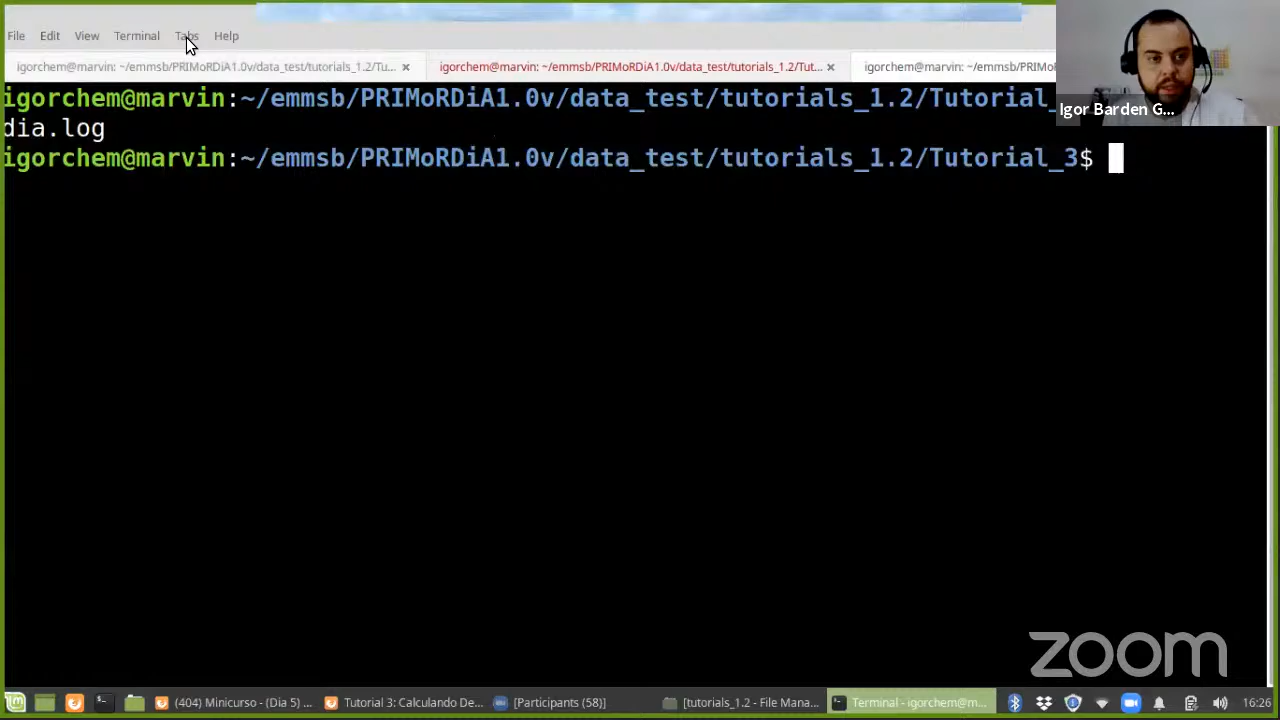 File Edit View Terminal Tabs Help
igorchem@marvin: ~/emmsb/PRIMoRDiA1.0v/data_test/tutorials_1.2/Tu... × igorchem@marvin: ~/emmsb/PRIMoRDiA1.0v/data_test/tutorials_1.2/Tut... × igorchem@marvin: ~/emmsb/PRIMoR
igorchem@marvin:~/emmsb/PRIMoRDiA1.0v/data_test/tutorials_1.2/Tutorial_
Igor Barden G...
dia.log
igorchem@marvin:~/emmsb/PRIMoRDiA1.0v/data_test/tutorials_1.2/Tutorial_3$
zoom
(404) Minicurso - (Dia 5) ... Tutorial 3: Calculando De... [Participants (58)] [tutorials_1.2 - File Mana... Terminal - igorchem@m... 16:26